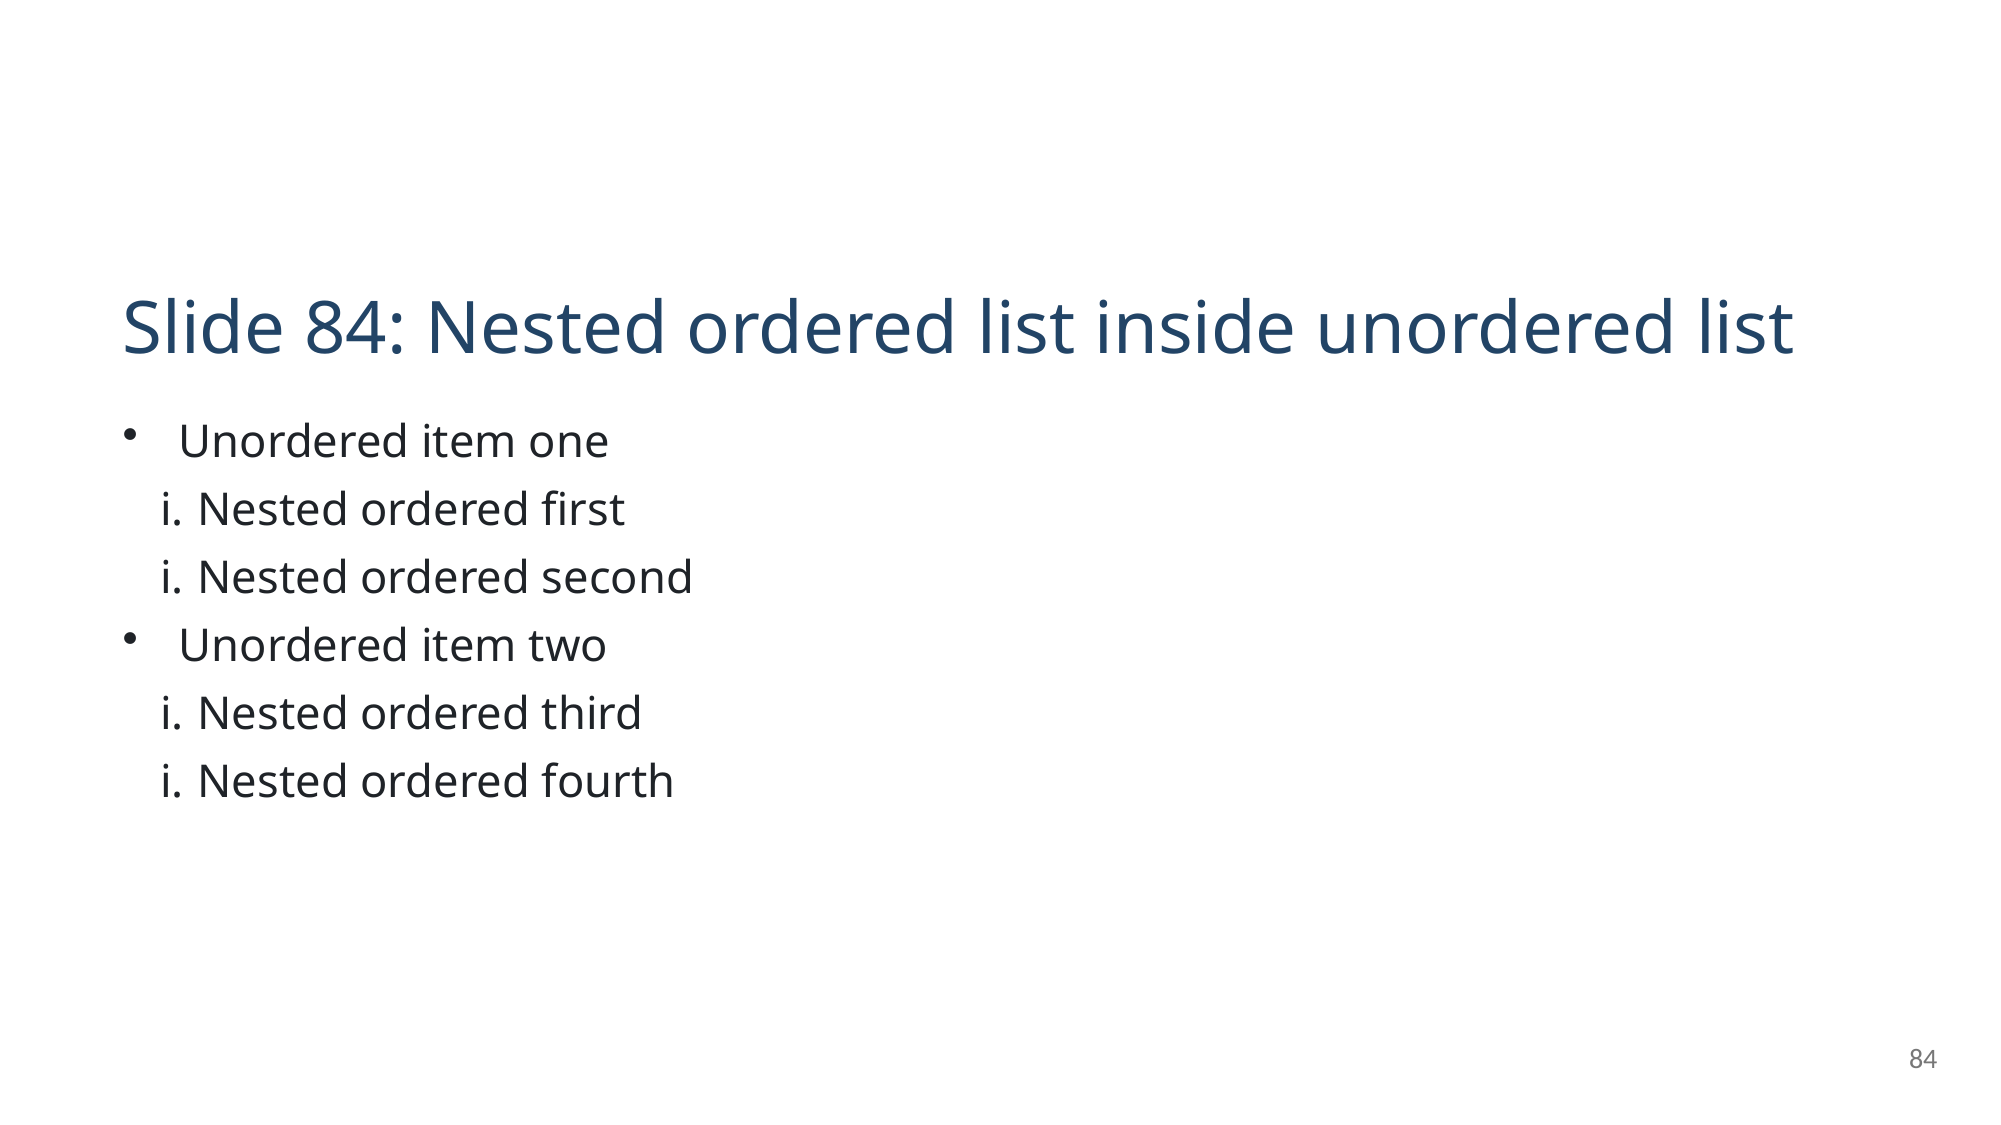 Slide 84: Nested ordered list inside unordered list
• Unordered item one
i. Nested ordered first
i. Nested ordered second
• Unordered item two
i. Nested ordered third
i. Nested ordered fourth
84